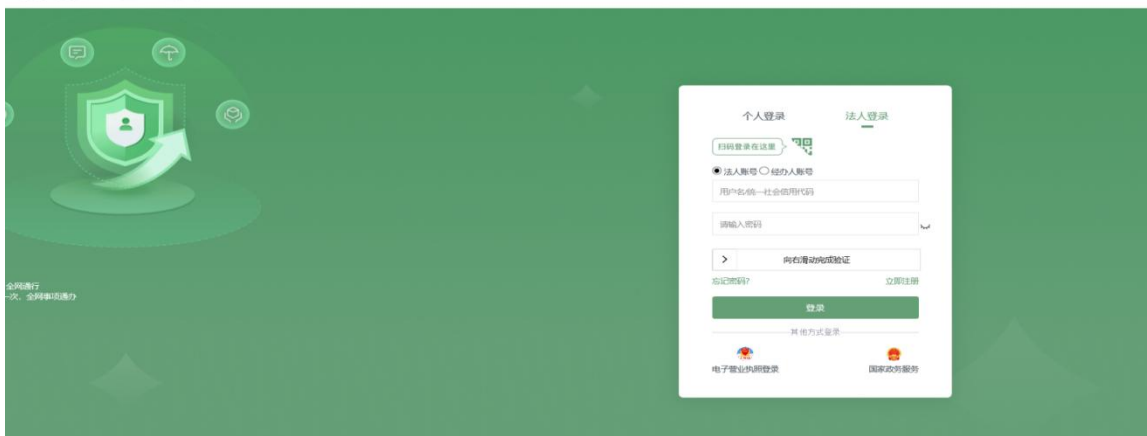 个人登录 法人登录
扫码登录在这里
法人账号 经办人账号
用户名/统一社会信用代码
请输入密码
向右滑动完成验证
全网通行
一次、全网事项通办
忘记密码? 立即注册
登录
其他方式登录
电子营业执照登录 国家政务服务